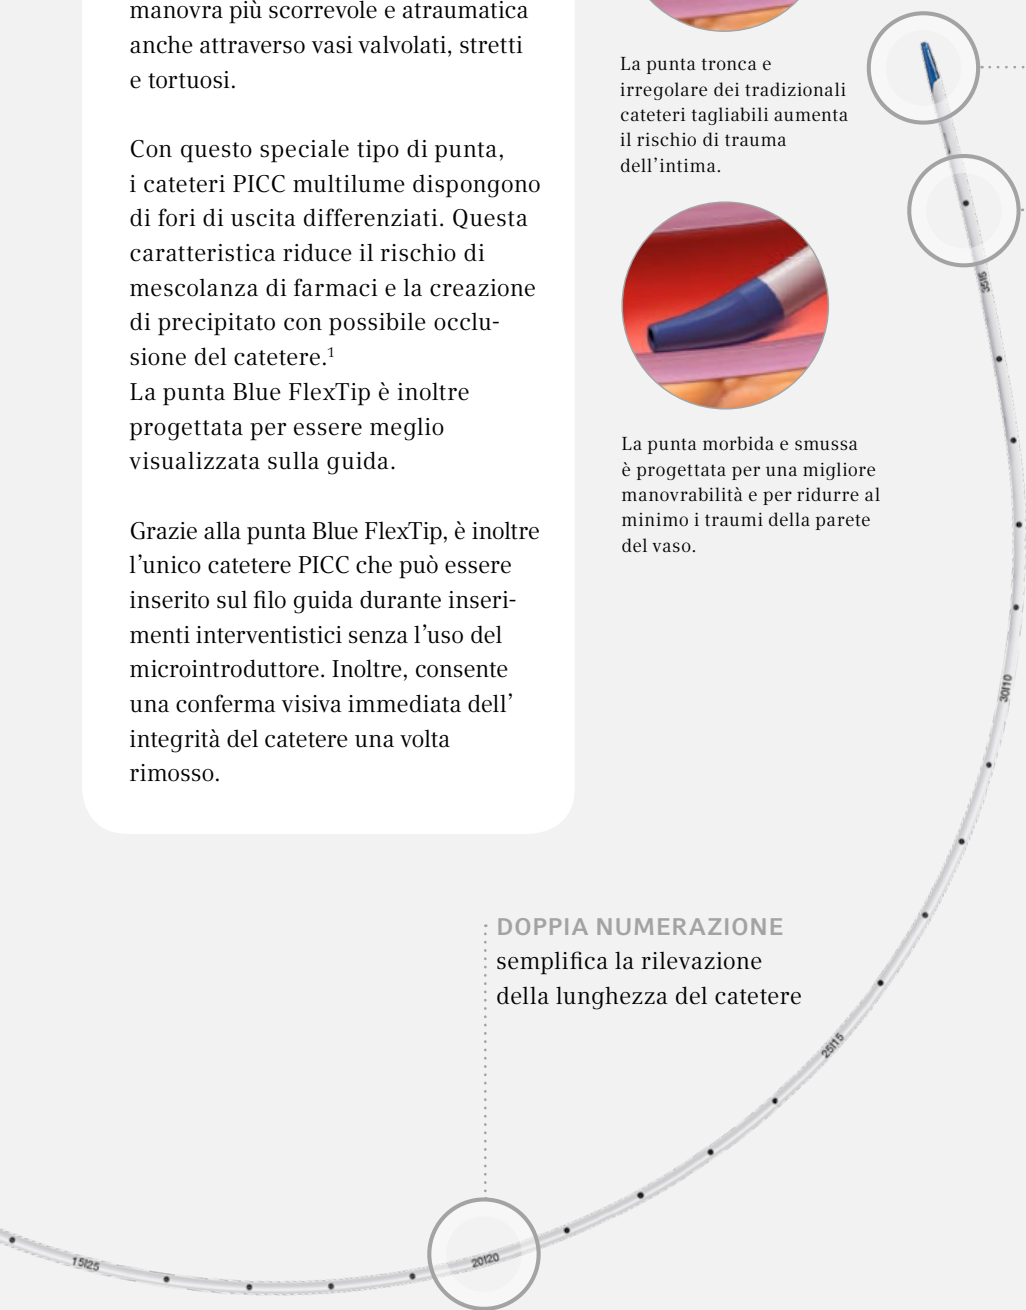 manovra più scorrevole e atraumatica
anche attraverso vasi valvolati, stretti
e tortuosi.
Con questo speciale tipo di punta,
i cateteri PICC multilume dispongono
di fori di uscita differenziati. Questa
caratteristica riduce il rischio di
mescolanza di farmaci e la creazione
di precipitato con possibile occlu-
sione del catetere.¹
La punta Blue FlexTip è inoltre
progettata per essere meglio
visualizzata sulla guida.
Grazie alla punta Blue FlexTip, è inoltre
l'unico catetere PICC che può essere
inserito sul filo guida durante inseri-
menti interventistici senza l'uso del
microintroduttore. Inoltre, consente
una conferma visiva immediata dell'
integrità del catetere una volta
rimosso.
La punta tronca e
irregolare dei tradizionali
cateteri tagliabili aumenta
il rischio di trauma
dell'intima.
La punta morbida e smussa
è progettata per una migliore
manovrabilità e per ridurre al
minimo i traumi della parete
del vaso.
DOPPIA NUMERAZIONE
semplifica la rilevazione
della lunghezza del catetere
30|10
25|15
20|20
15|25